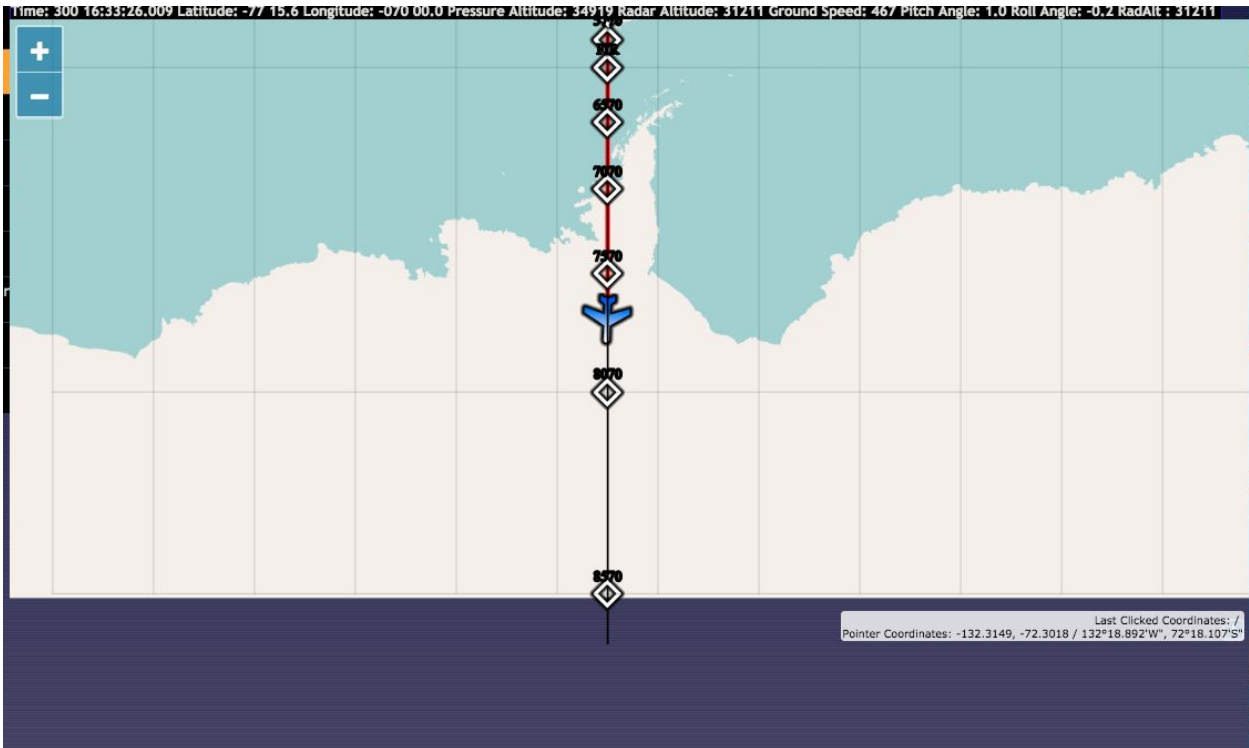 Time: 300 16:33:26.009 Latitude: -77 15.6 Longitude: -070 00.0 Pressure Altitude: 34919 Radar Altitude: 31211 Ground Speed: 467 Pitch Angle: 1.0 Roll Angle: -0.2 RadAlt : 31211
+
−
6570
7070
7570
8070
8570
Last Clicked Coordinates: /
Pointer Coordinates: -132.3149, -72.3018 / 132°18.892'W", 72°18.107'S"